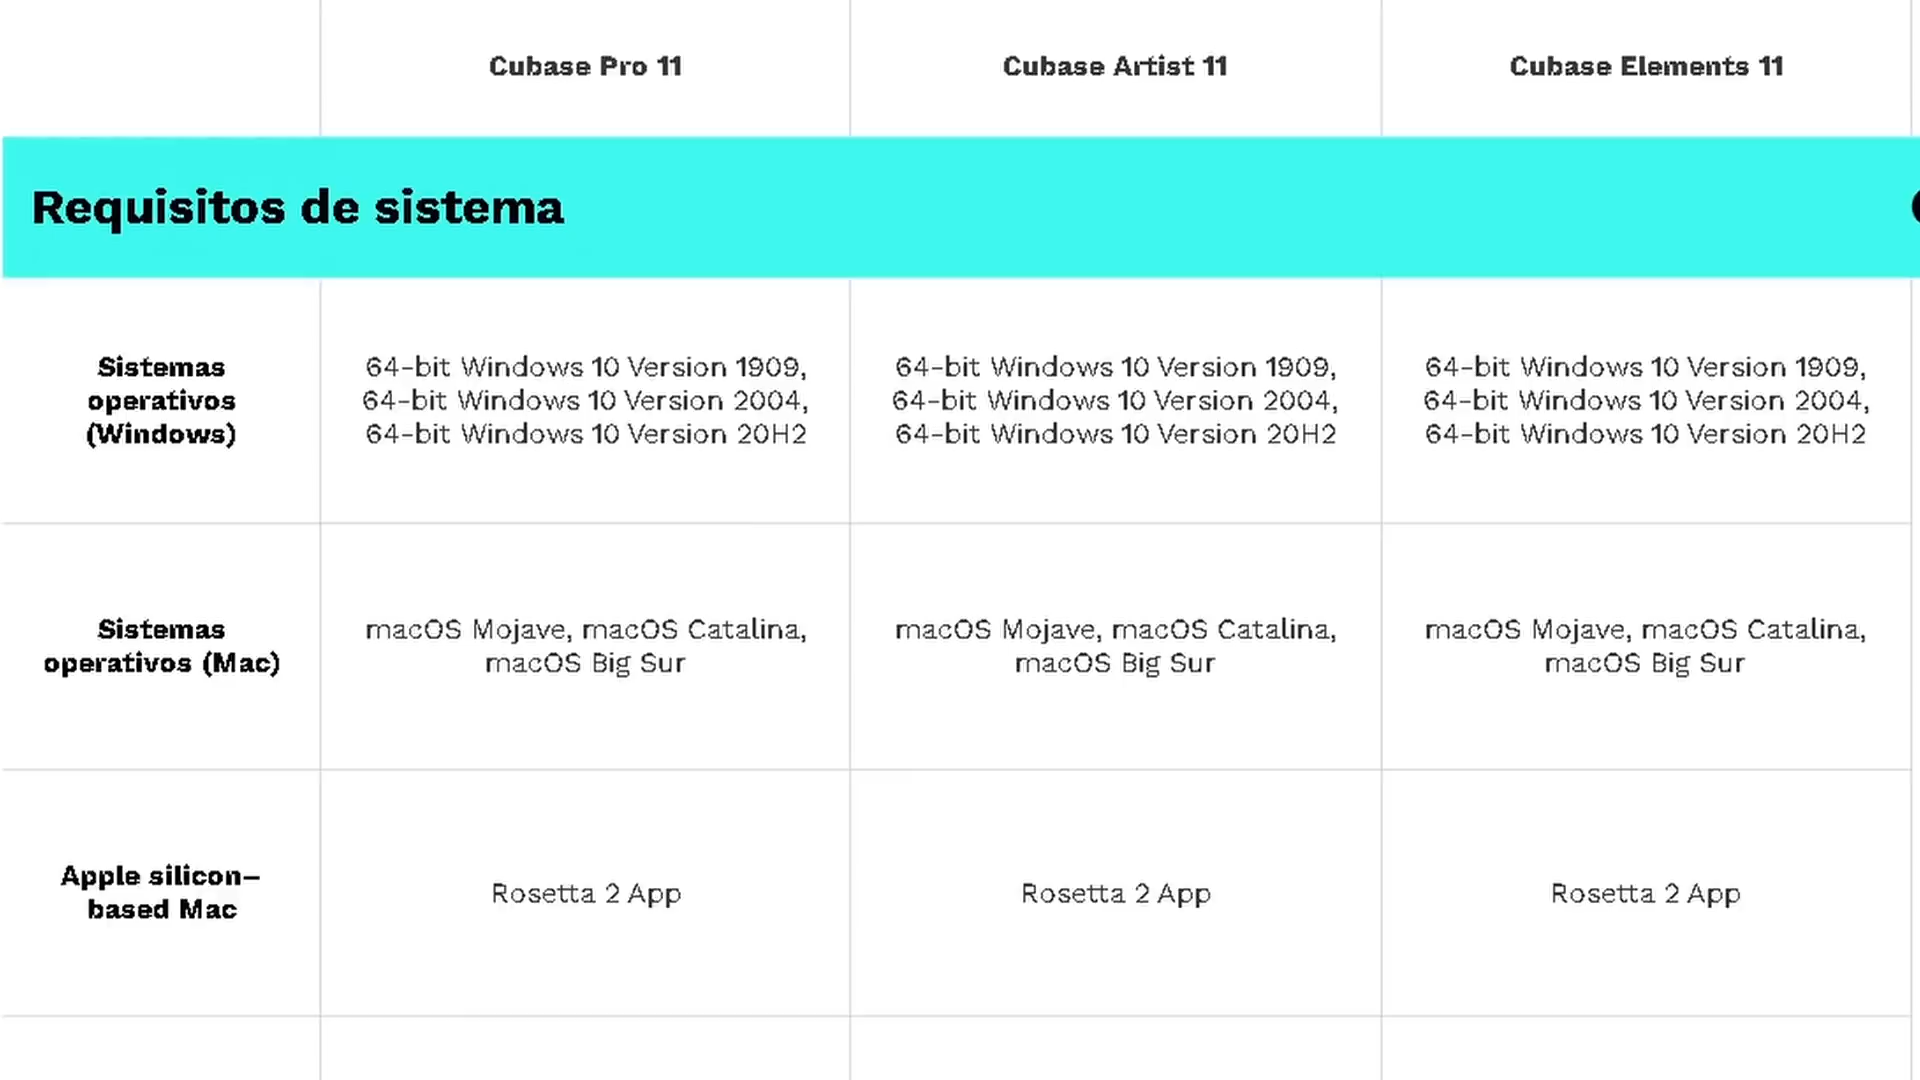 Cubase Pro 11
Cubase Artist 11
Cubase Elements 11
Requisitos de sistema
Sistemas
operativos
(Windows)
64-bit Windows 10 Version 1909,
64-bit Windows 10 Version 2004,
64-bit Windows 10 Version 20H2
64-bit Windows 10 Version 1909,
64-bit Windows 10 Version 2004,
64-bit Windows 10 Version 20H2
64-bit Windows 10 Version 1909,
64-bit Windows 10 Version 2004,
64-bit Windows 10 Version 20H2
Sistemas
operativos (Mac)
macOS Mojave, macOS Catalina,
macOS Big Sur
macOS Mojave, macOS Catalina,
macOS Big Sur
macOS Mojave, macOS Catalina,
macOS Big Sur
Apple silicon–
based Mac
Rosetta 2 App
Rosetta 2 App
Rosetta 2 App